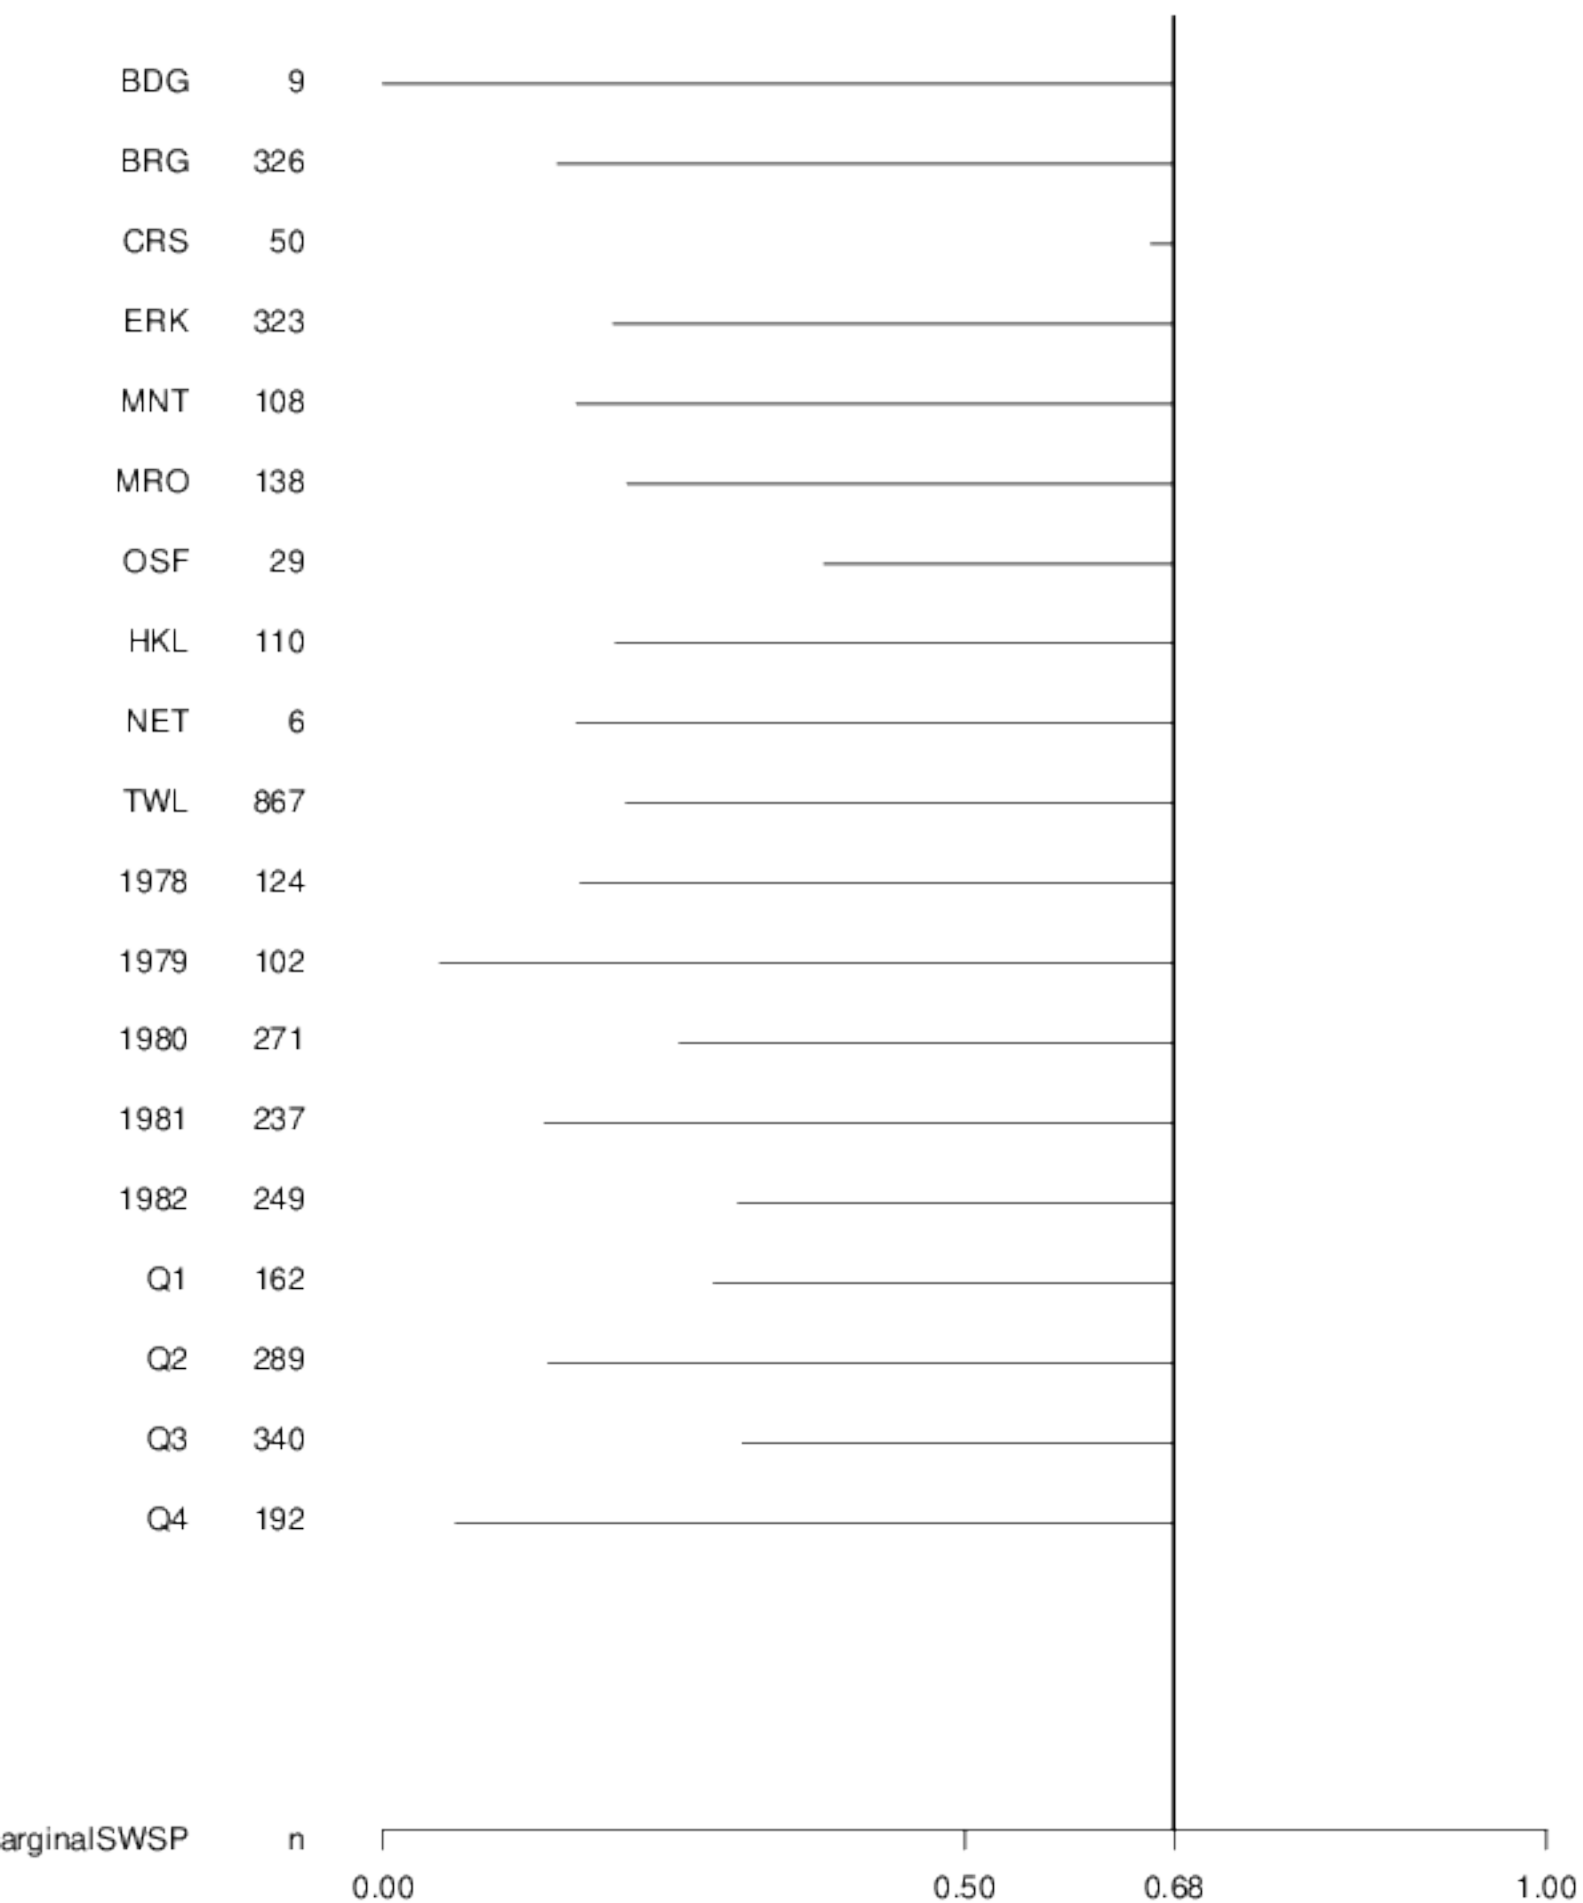 BDG 9
BRG 326
CRS 50
ERK 323
MNT 108
MRO 138
OSF 29
HKL 110
NET 6
TWL 867
1978 124
1979 102
1980 271
1981 237
1982 249
Q1 162
Q2 289
Q3 340
Q4 192
arginalSWSP n
0.00 0.50 0.68 1.00